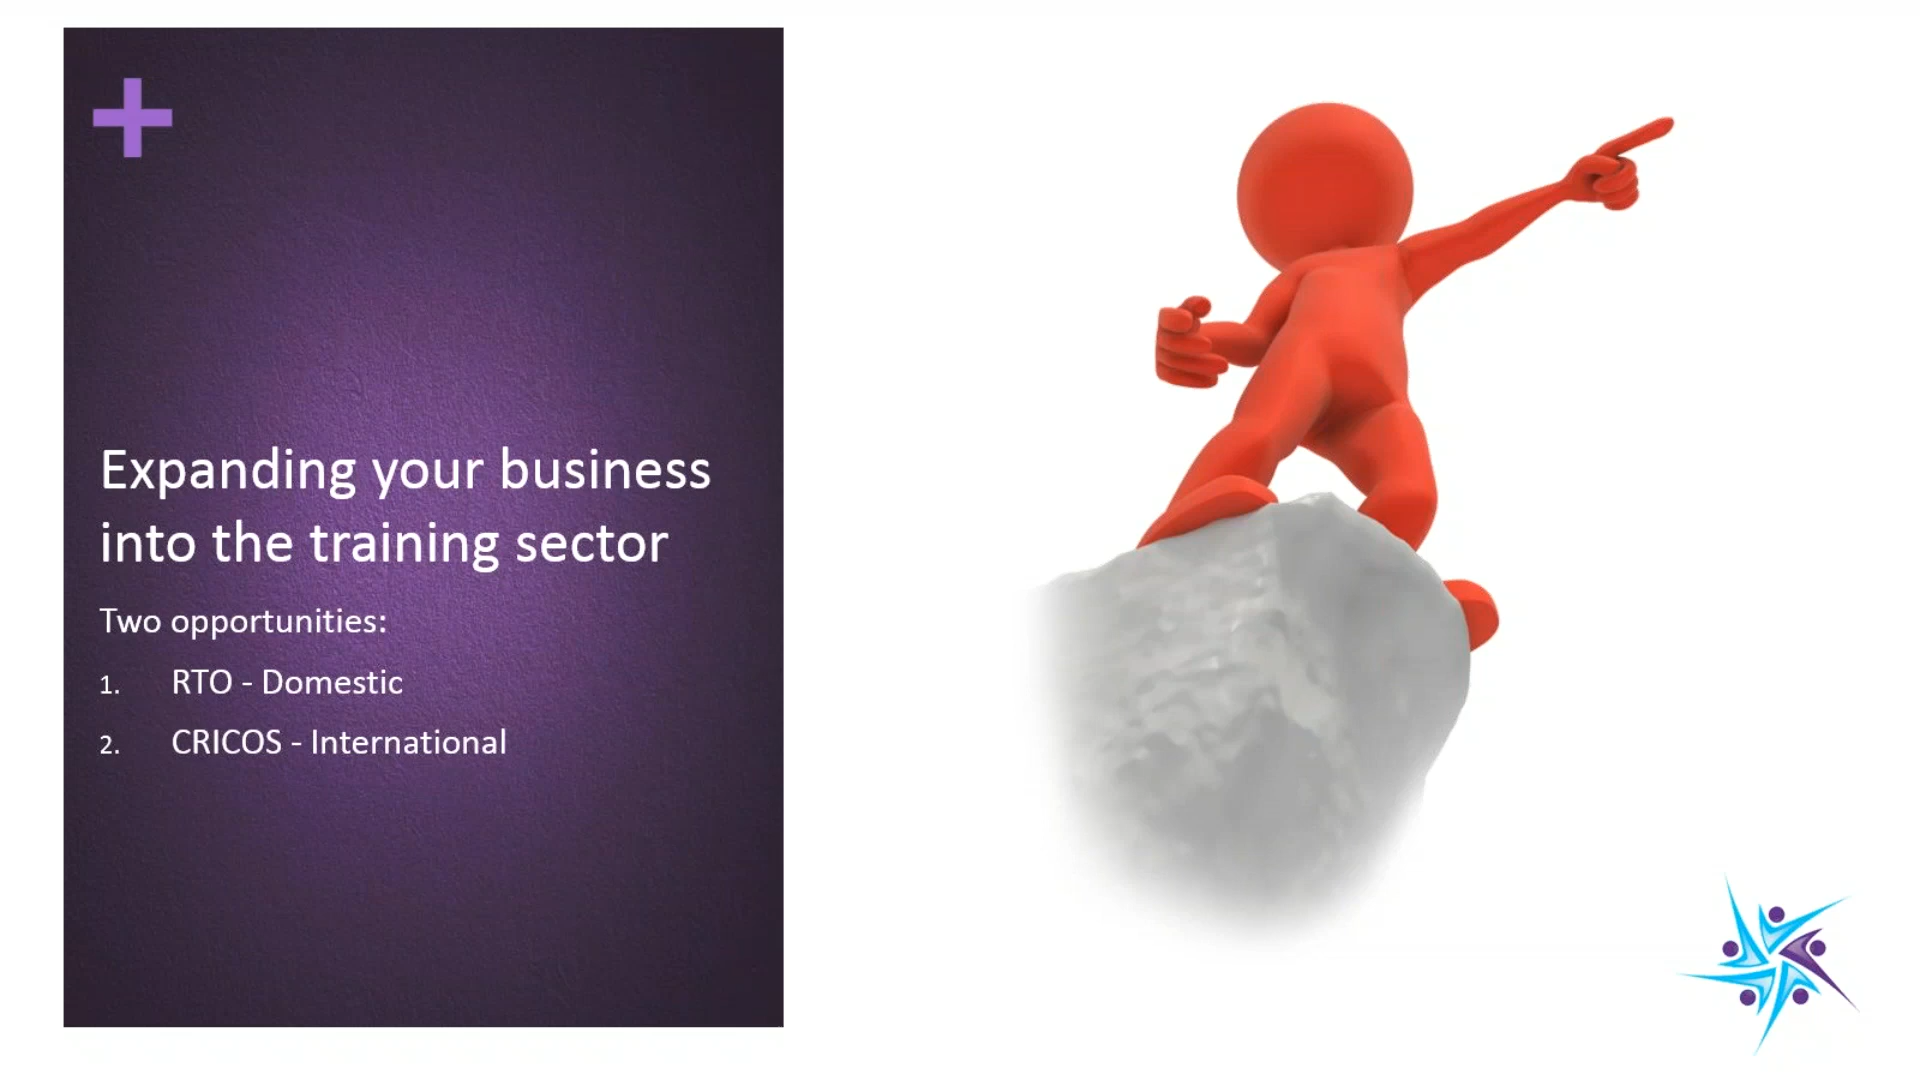 Expanding your business
into the training sector
Two opportunities:
1. RTO - Domestic
2. CRICOS - International